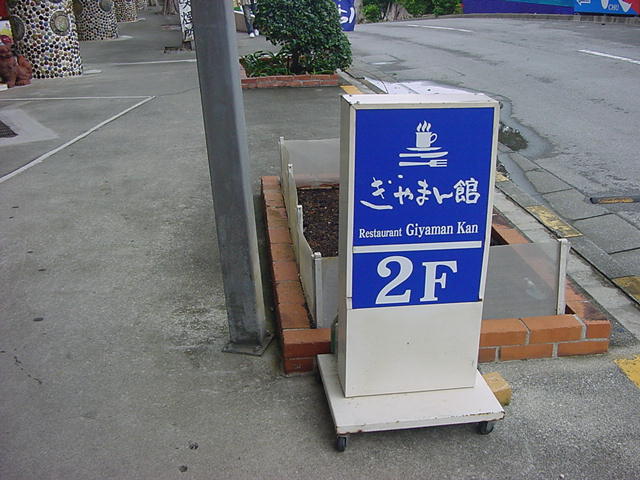 ぎやまん館
Restaurant Giyaman Kan
2F